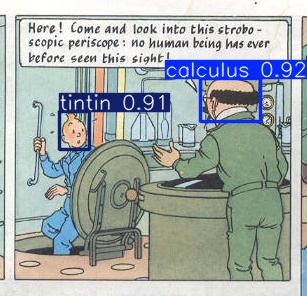 Here! Come and look into this strobo-
scopic periscope: no human being has ever
before seen this sight!
calculus 0.92
tintin 0.91